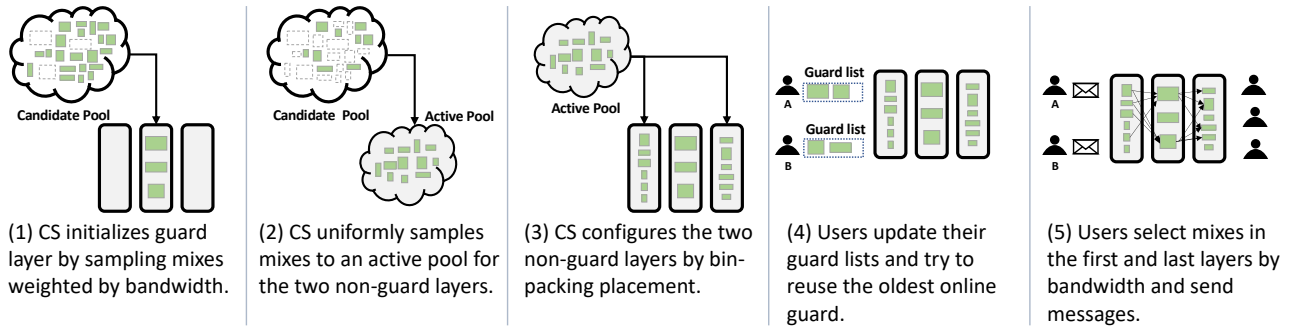 Candidate Pool
(1) CS initializes guard
layer by sampling mixes
weighted by bandwidth.
Candidate Pool
Active Pool
(2) CS uniformly samples
mixes to an active pool for
the two non-guard layers.
Active Pool
(3) CS configures the two
non-guard layers by bin-
packing placement.
Guard list
A
Guard list
B
(4) Users update their
guard lists and try to
reuse the oldest online
guard.
A
B
(5) Users select mixes in
the first and last layers by
bandwidth and send
messages.